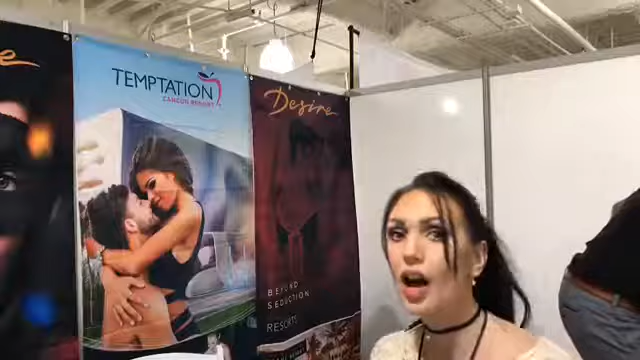 TEMPTATION
CANCUN RESORT
Desire
BEYOND
SEDUCTION
RESORTS